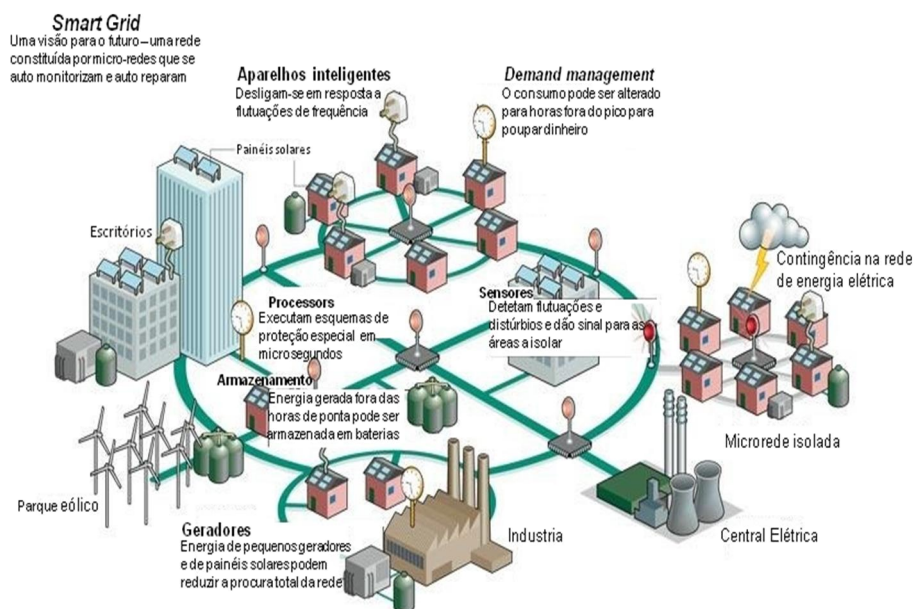 Smart Grid
Uma visão para o futuro – uma rede
constituída por micro-redes que se
auto monitorizam e auto reparam
Aparelhos inteligentes
Desligam-se em resposta a
flutuações de frequência
Demand management
O consumo pode ser alterado
para horas fora do pico para
poupar dinheiro
Painéis solares
Escritórios
Contingência na rede
de energia elétrica
Processors
Executam esquemas de
proteção especial em
microsegundos
Sensores
Detetam flutuações e
distúrbios e dão sinal para as
áreas a isolar
Armazenamento
Energia gerada fora das
horas de ponta pode ser
armazenada em baterias
Microrede isolada
Parque eólico
Geradores
Energia de pequenos geradores
e de painéis solares podem
reduzir a procura total da rede
Industria
Central Elétrica